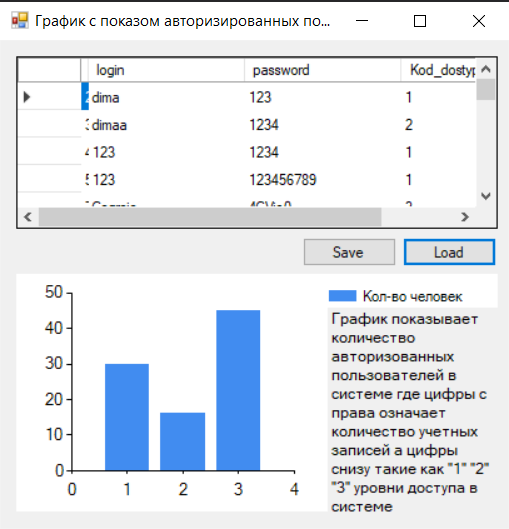 График с показом авторизированных по...
login password Kod_dostyp
dima 123 1
dimaa 1234 2
4 123 1234 1
5 123 123456789 1
Save Load
50
40
30
20
10
0
0 1 2 3 4
Кол-во человек
График показывает
количество
авторизованных
пользователей в
системе где цифры с
права означает
количество учетных
записей а цифры
снизу такие как "1" "2"
"3" уровни доступа в
системе